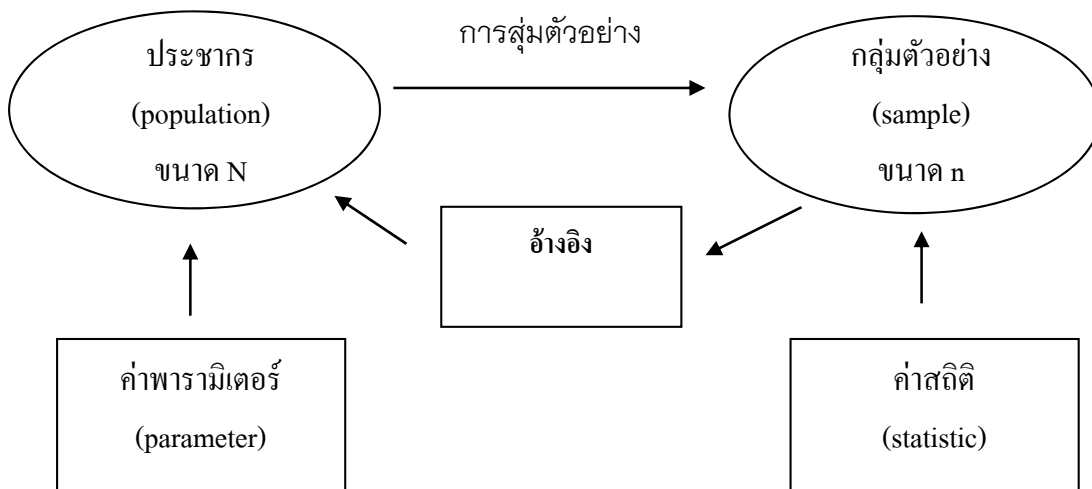 ประชากร
(population)
ขนาด N
การสุ่มตัวอย่าง
กลุ่มตัวอย่าง
(sample)
ขนาด n
อ้างอิง
ค่าพารามิเตอร์
(parameter)
ค่าสถิติ
(statistic)